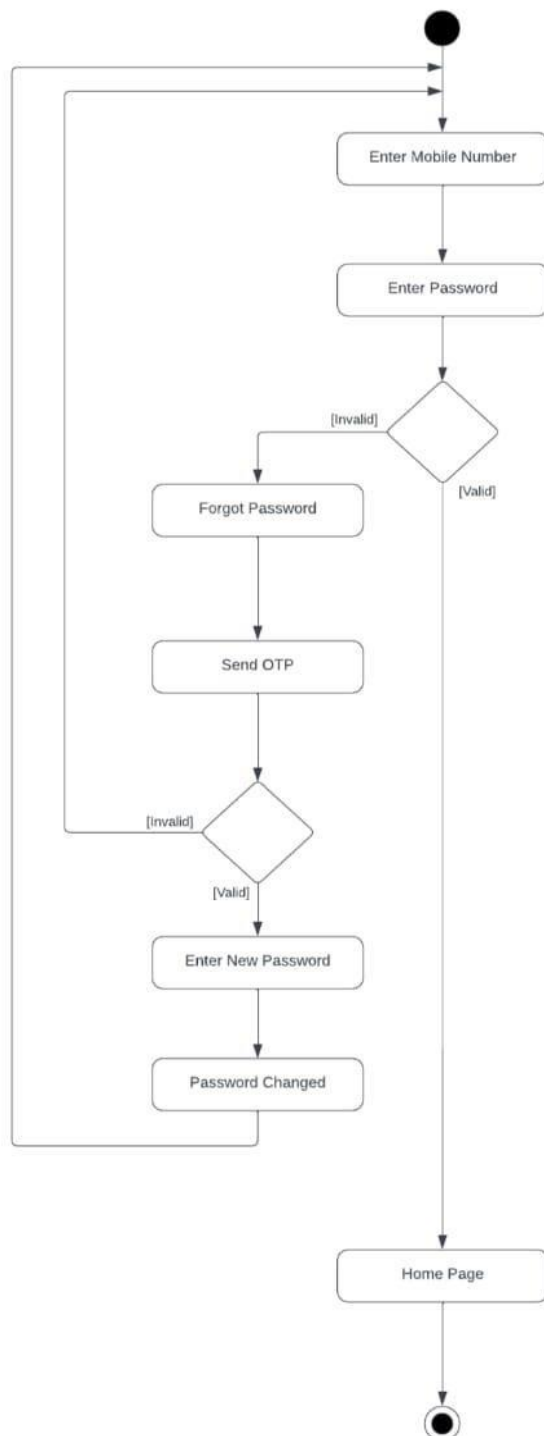 Enter Mobile Number
Enter Password
[Invalid]
[Valid]
Forgot Password
Send OTP
[Invalid]
[Valid]
Enter New Password
Password Changed
Home Page